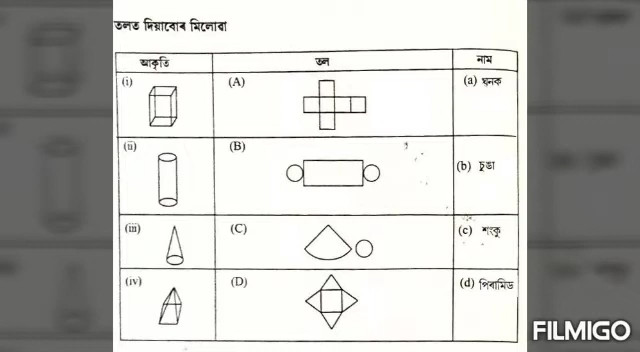 তলত দিয়াবোৰ মিলোৱা
আকৃতি তল নাম
(i) (A) (a) ঘনক
(ii) (B) (b) চুঙা
(iii) (C) (c) শংকু
(iv) (D) (d) পিৰামিড
FILMIGO